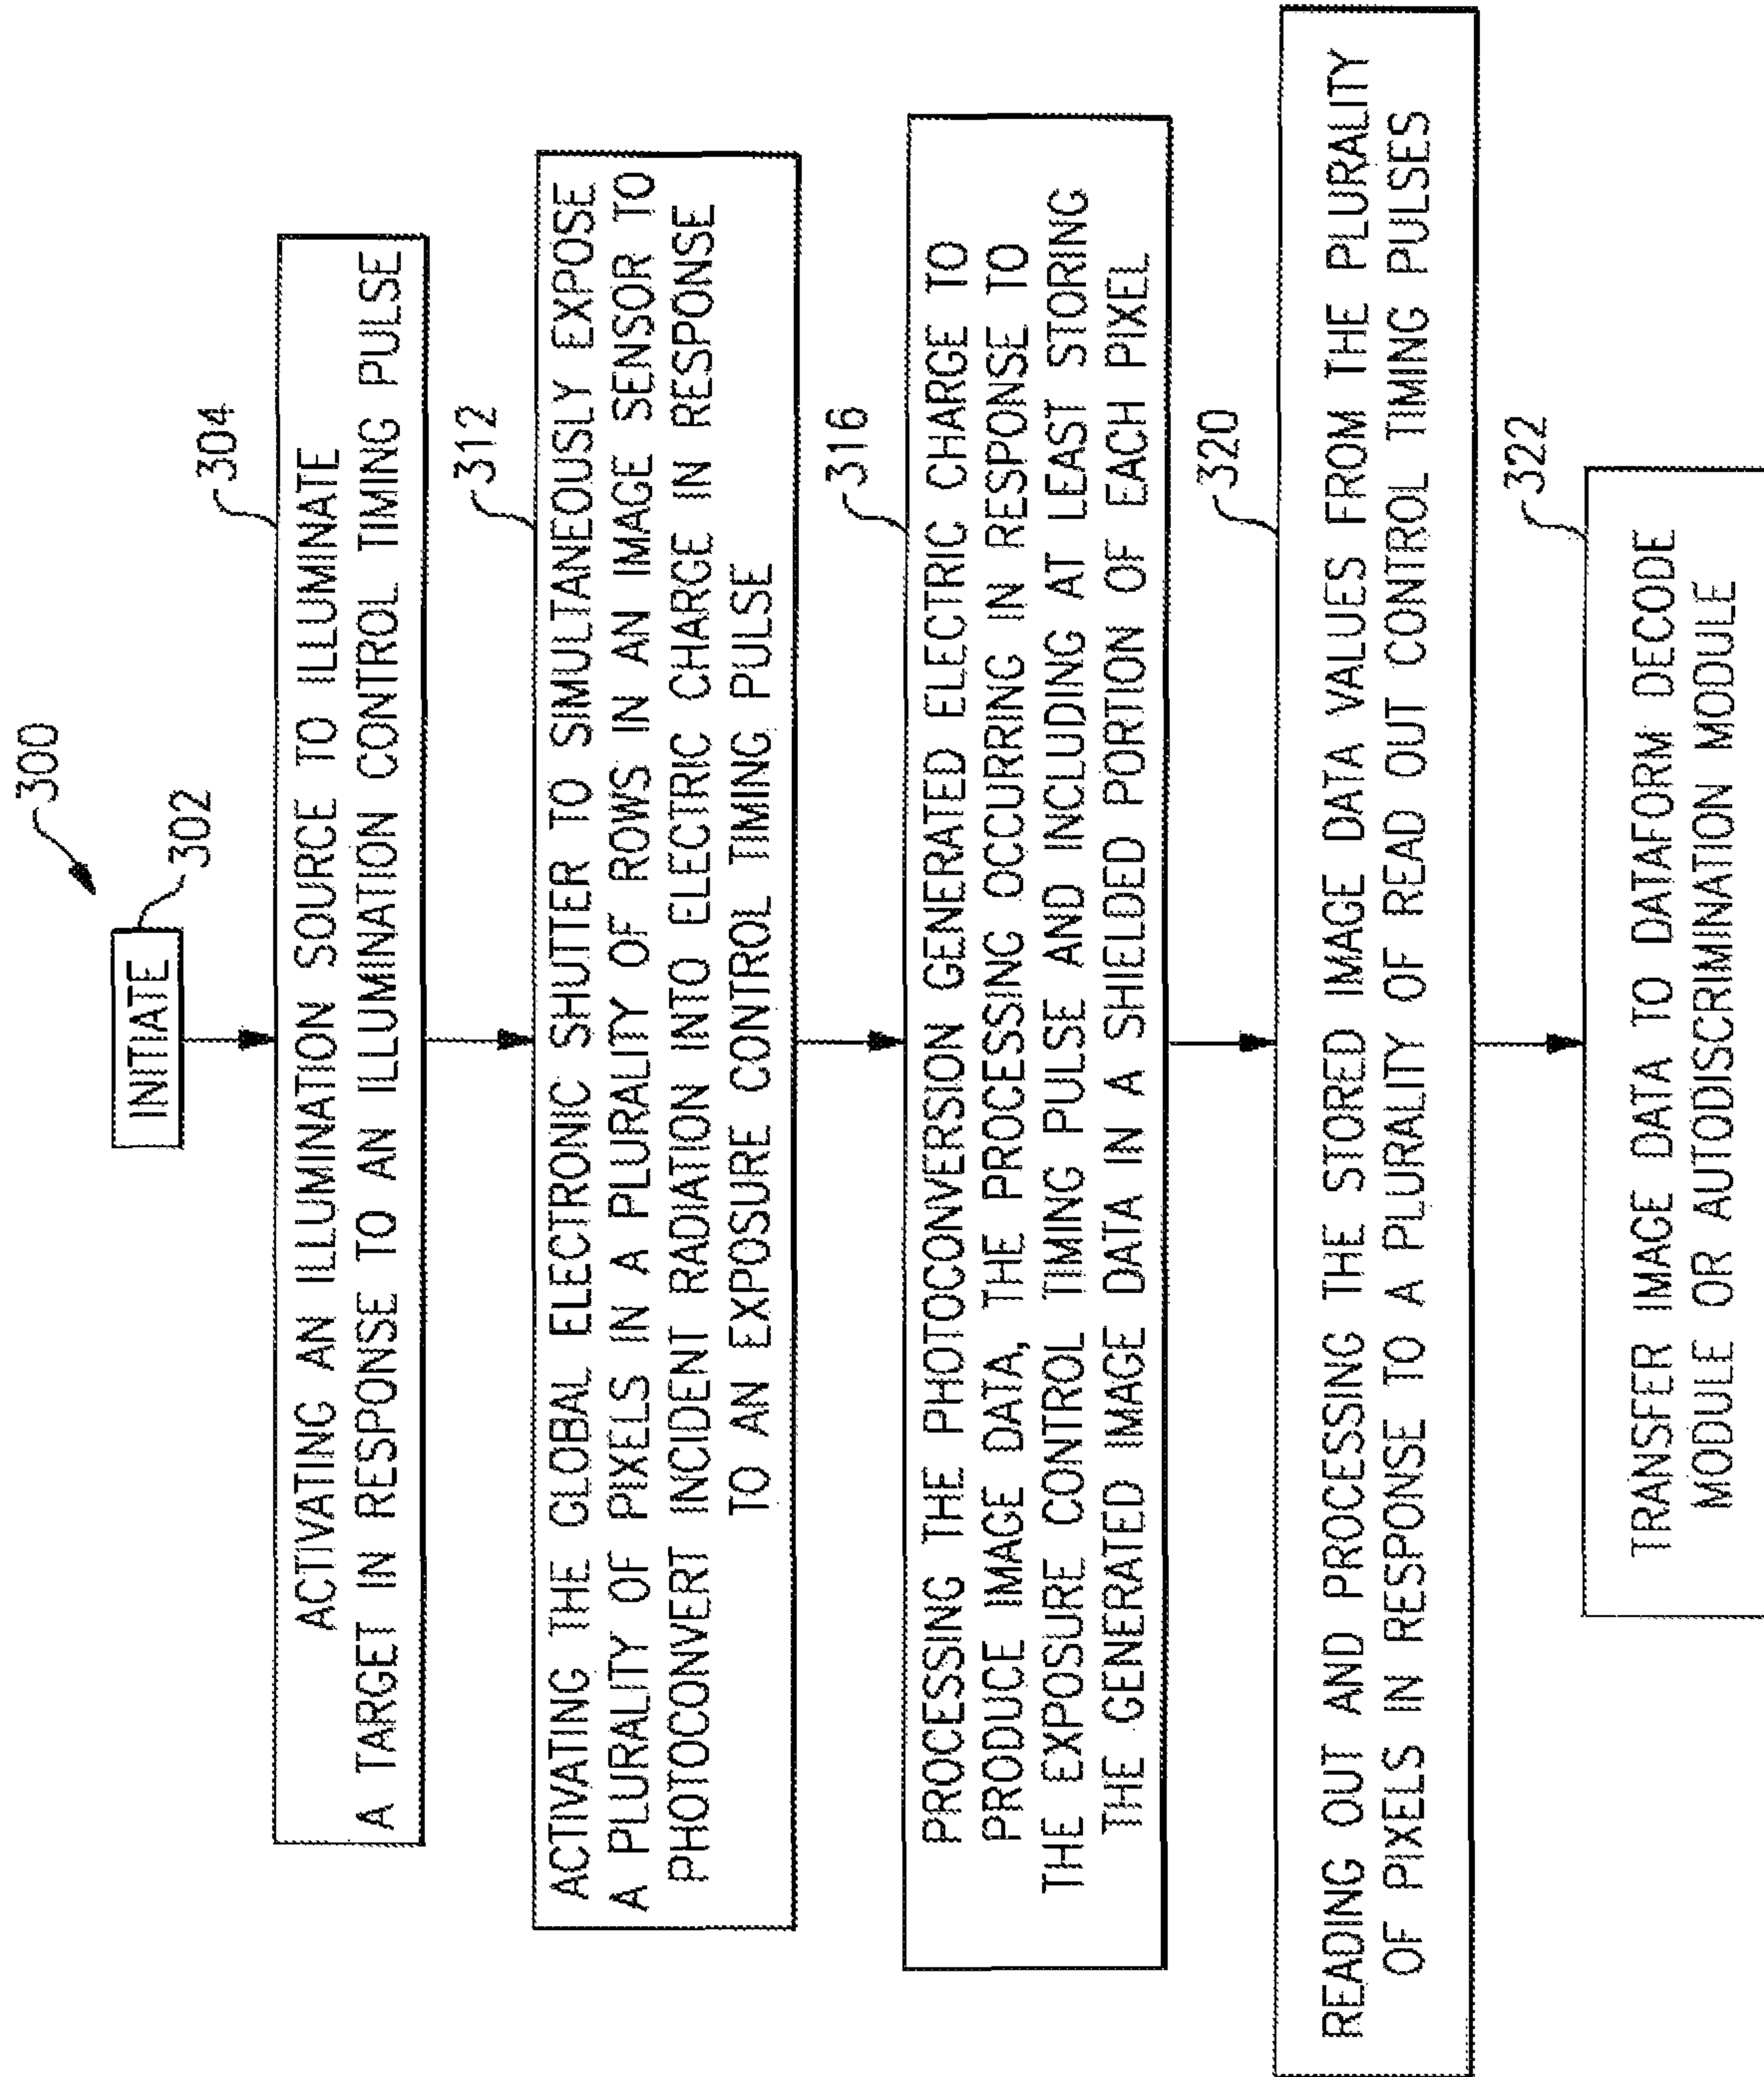 300
INITIATE
302
304
ACTIVATING AN ILLUMINATION SOURCE TO ILLUMINATE
A TARGET IN RESPONSE TO AN ILLUMINATION CONTROL TIMING PULSE
312
ACTIVATING THE GLOBAL ELECTRONIC SHUTTER TO SIMULTANEOUSLY EXPOSE
A PLURALITY OF PIXELS IN A PLURALITY OF ROWS IN AN IMAGE SENSOR TO
PHOTOCONVERT INCIDENT RADIATION INTO ELECTRIC CHARGE IN RESPONSE
TO AN EXPOSURE CONTROL TIMING PULSE
316
PROCESSING THE PHOTOCONVERSION GENERATED ELECTRIC CHARGE TO
PRODUCE IMAGE DATA, THE PROCESSING OCCURRING IN RESPONSE TO
THE EXPOSURE CONTROL TIMING PULSE AND INCLUDING AT LEAST STORING
THE GENERATED IMAGE DATA IN A SHIELDED PORTION OF EACH PIXEL
320
READING OUT AND PROCESSING THE STORED IMAGE DATA VALUES FROM THE PLURALITY
OF PIXELS IN RESPONSE TO A PLURALITY OF READ OUT CONTROL TIMING PULSES
322
TRANSFER IMAGE DATA TO DATAFORM DECODE
MODULE OR AUTODISCRIMINATION MODULE